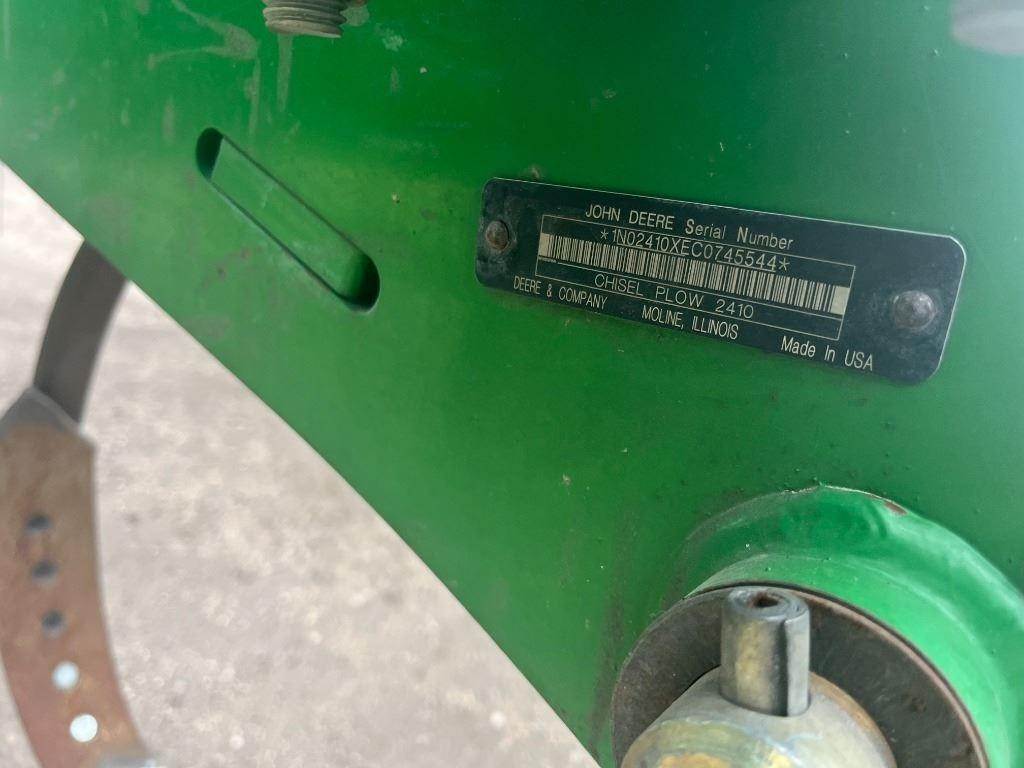 JOHN DEERE Serial Number
*1N02410XEC0745544*
CHISEL PLOW 2410
DEERE & COMPANY MOLINE, ILLINOIS Made In USA